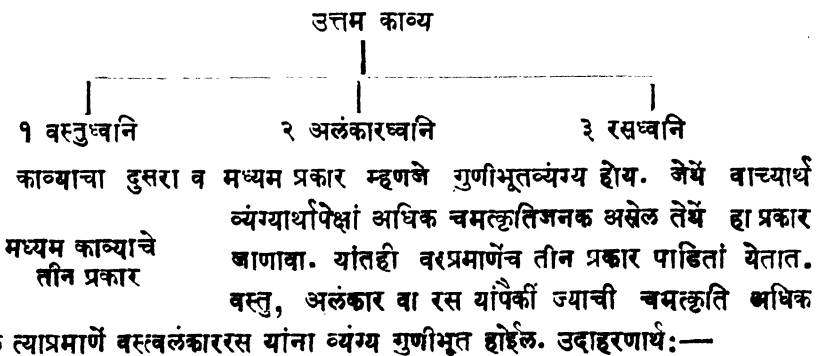 उत्तम काव्य
१ वस्तुध्वनि २ अलंकारध्वनि ३ रसध्वनि
काव्याचा दुसरा व मध्यम प्रकार म्हणजे गुणीभूतव्यंग्य होय. जेथें वाच्यार्थ
व्यंग्यार्थापेक्षां अधिक चमत्कृतिजनक असेल तेथें हा प्रकार
मध्यम काव्याचे
तीन प्रकार
जाणावा. यांतही वरप्रमाणेंच तीन प्रकार पाडितां येतात.
वस्तु, अलंकार वा रस यांपैकीं ज्याची चमत्कृति अधिक
त्याप्रमाणें वस्त्वलंकाररस यांना व्यंग्य गुणीभूत होईल. उदाहरणार्थ:—